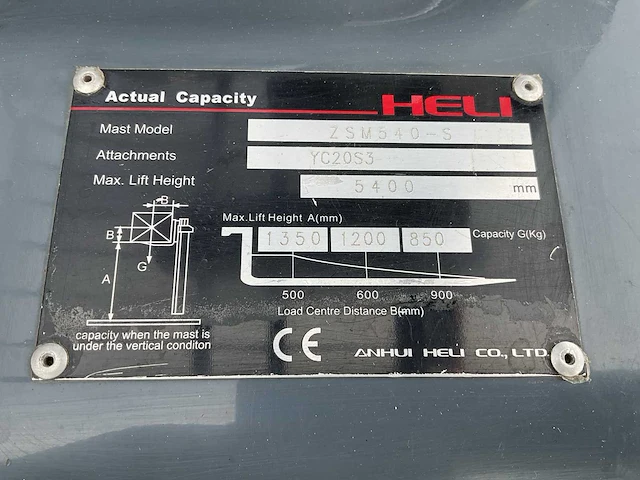 Actual Capacity HELI
Mast Model ZSM540-S
Attachments YC20S3
Max. Lift Height 5400 mm
B
Max.Lift Height A(mm)
1350 1200 850 Capacity G(Kg)
B
G
A
500 600 900
Load Centre Distance B(mm)
capacity when the mast is
under the vertical conditon
CE ANHUI HELI CO., LTD.